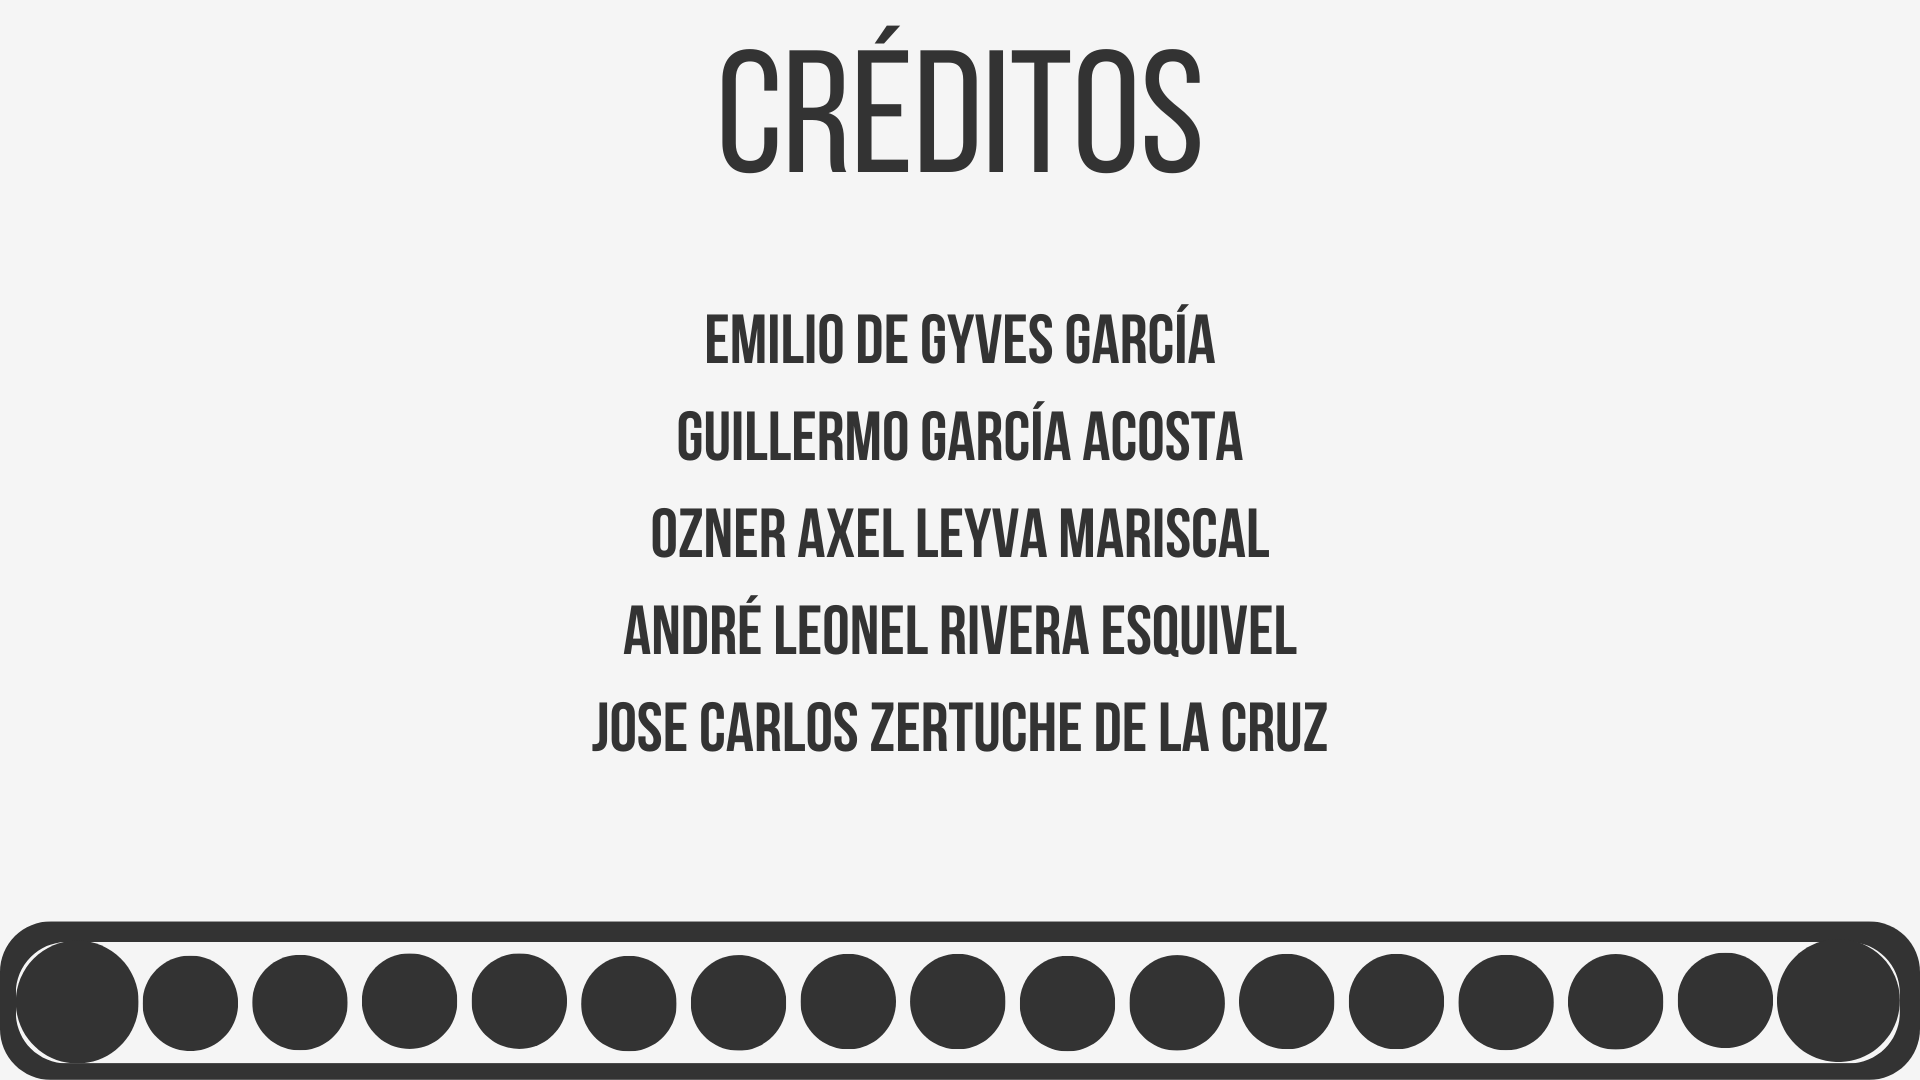 CRÉDITOS
EMILIO DE GYVES GARCÍA
GUILLERMO GARCÍA ACOSTA
OZNER AXEL LEYVA MARISCAL
ANDRÉ LEONEL RIVERA ESQUIVEL
JOSE CARLOS ZERTUCHE DE LA CRUZ